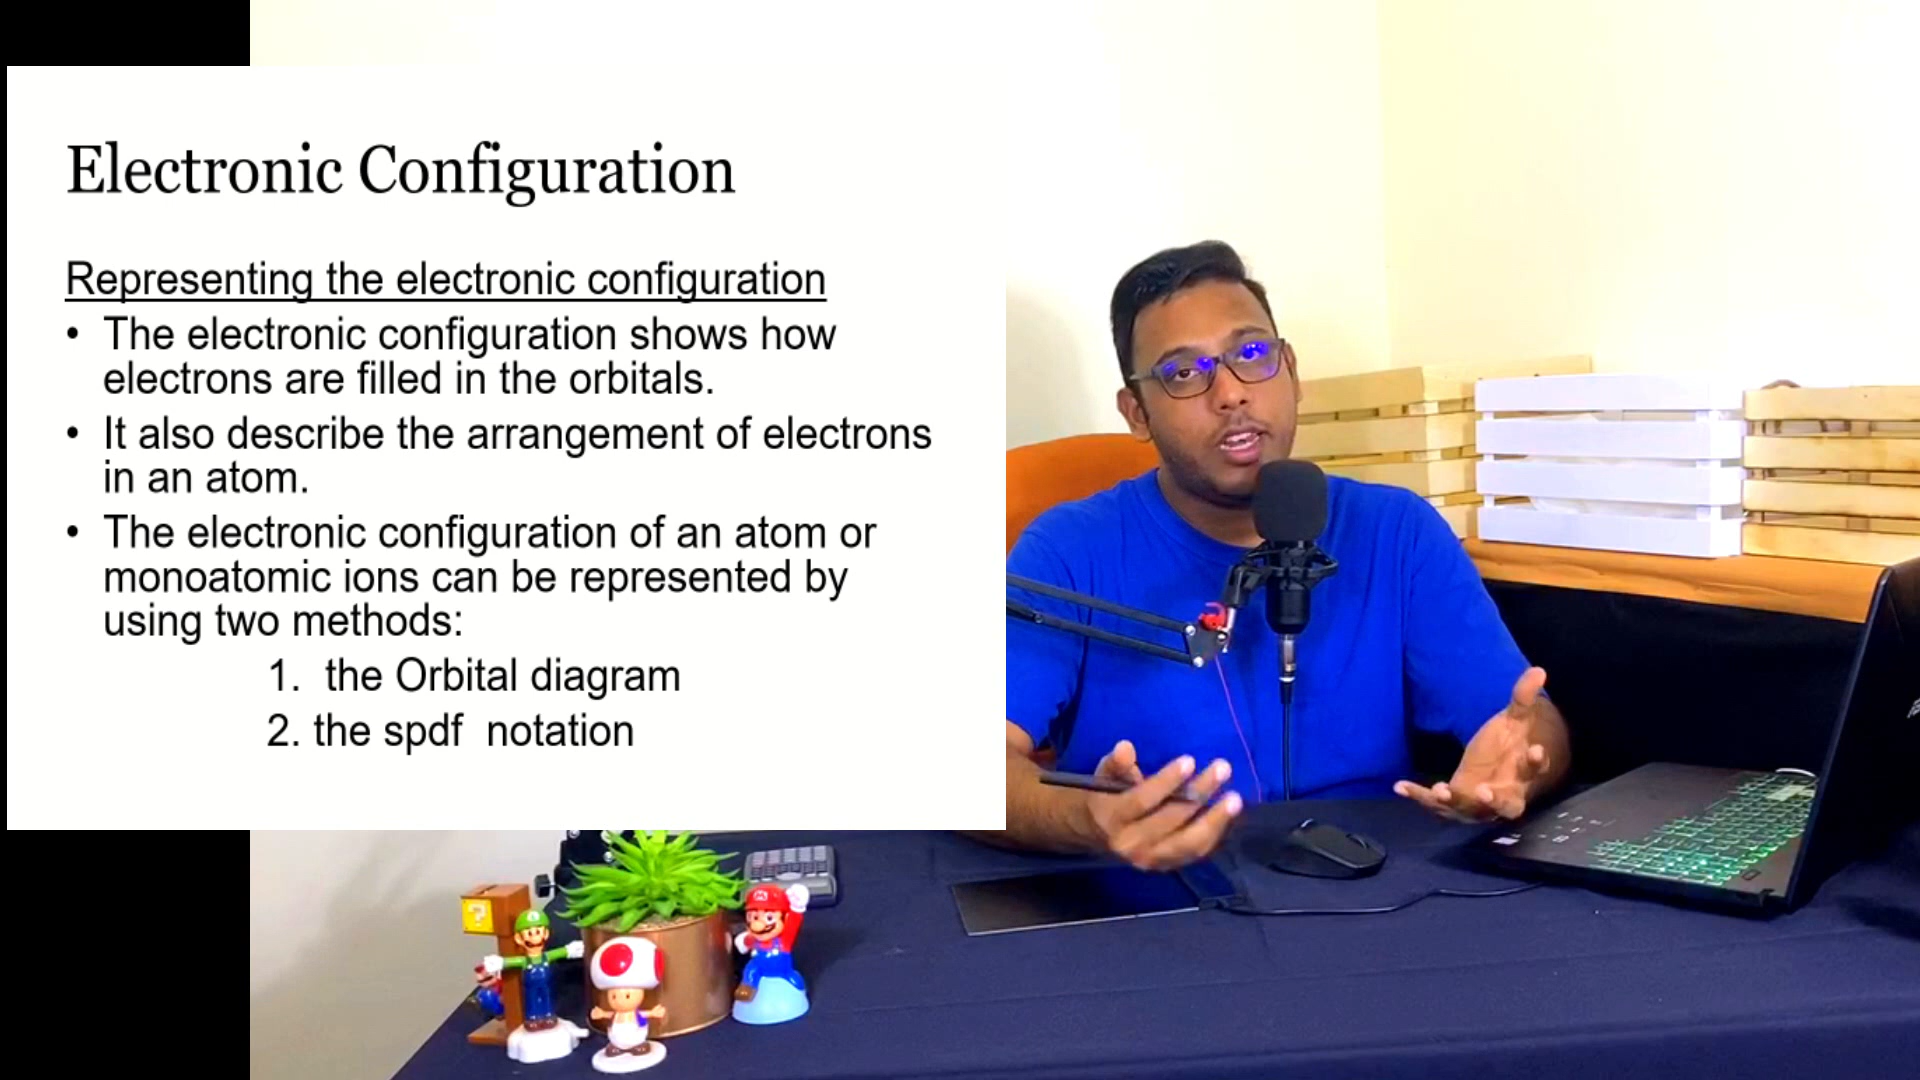 Electronic Configuration
Representing the electronic configuration
• The electronic configuration shows how
electrons are filled in the orbitals.
• It also describe the arrangement of electrons
in an atom.
• The electronic configuration of an atom or
monoatomic ions can be represented by
using two methods:
1. the Orbital diagram
2. the spdf notation
?
M